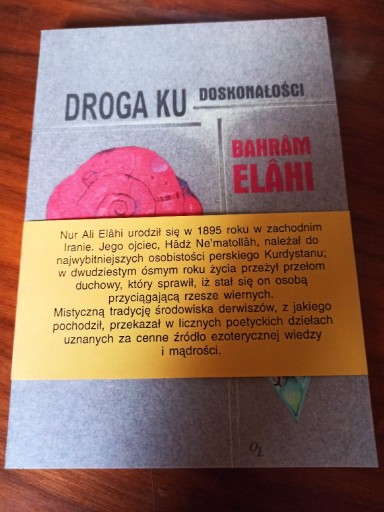 DROGA KU DOSKONAŁOŚCI
BAHRÂM
ELÂHI
Nur Ali Elâhi urodził się w 1895 roku w zachodnim
Iranie. Jego ojciec, Hâdż Ne'matollâh, należał do
najwybitniejszych osobistości perskiego Kurdystanu;
w dwudziestym ósmym roku życia przeżył przełom
duchowy, który sprawił, iż stał się on osobą
przyciągającą rzesze wiernych.
Mistyczną tradycję środowiska derwiszów, z jakiego
pochodził, przekazał w licznych poetyckich dziełach
uznanych za cenne źródło ezoterycznej wiedzy
i mądrości.